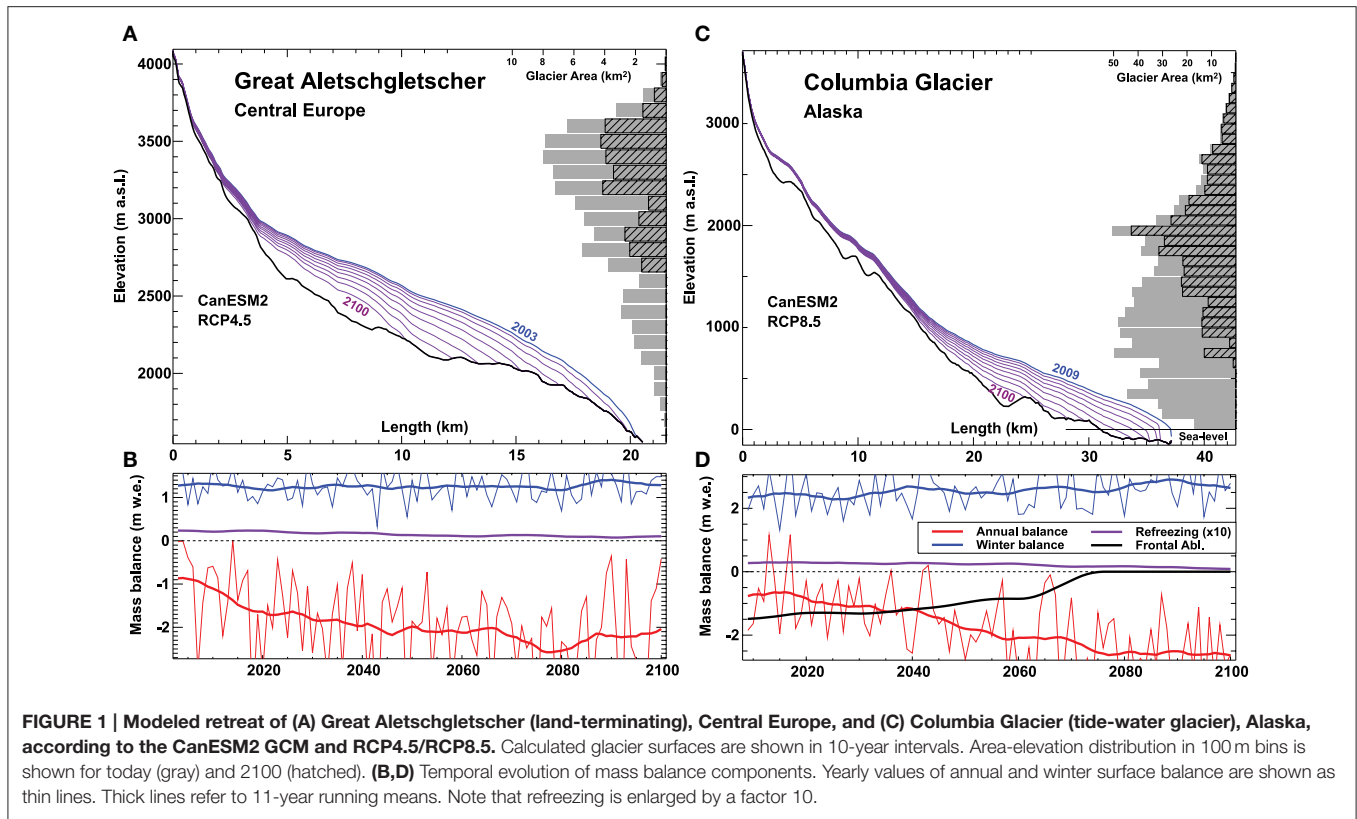 A
Great Aletschgletscher
Central Europe
10 8 6 4 2
Glacier Area (km²)
4000
3500
3000
2500
2000
Elevation (m a.s.l.)
CanESM2
RCP4.5
2100
2003
Length (km)
0 5 10 15 20
C
Columbia Glacier
Alaska
50 40 30 20 10
Glacier Area (km²)
3000
2000
1000
0
Elevation (m a.s.l.)
CanESM2
RCP8.5
2009
2100
Length (km)
Sea-level
0 10 20 30 40
B
1
0
-1
-2
Mass balance (m w.e.)
2020 2040 2060 2080 2100
D
2
0
-2
Mass balance (m w.e.)
Annual balance
Winter balance
Refreezing (x10)
Frontal Abl.
2020 2040 2060 2080 2100
FIGURE 1 | Modeled retreat of (A) Great Aletschgletscher (land-terminating), Central Europe, and (C) Columbia Glacier (tide-water glacier), Alaska,
according to the CanESM2 GCM and RCP4.5/RCP8.5. Calculated glacier surfaces are shown in 10-year intervals. Area-elevation distribution in 100 m bins is
shown for today (gray) and 2100 (hatched). (B,D) Temporal evolution of mass balance components. Yearly values of annual and winter surface balance are shown as
thin lines. Thick lines refer to 11-year running means. Note that refreezing is enlarged by a factor 10.